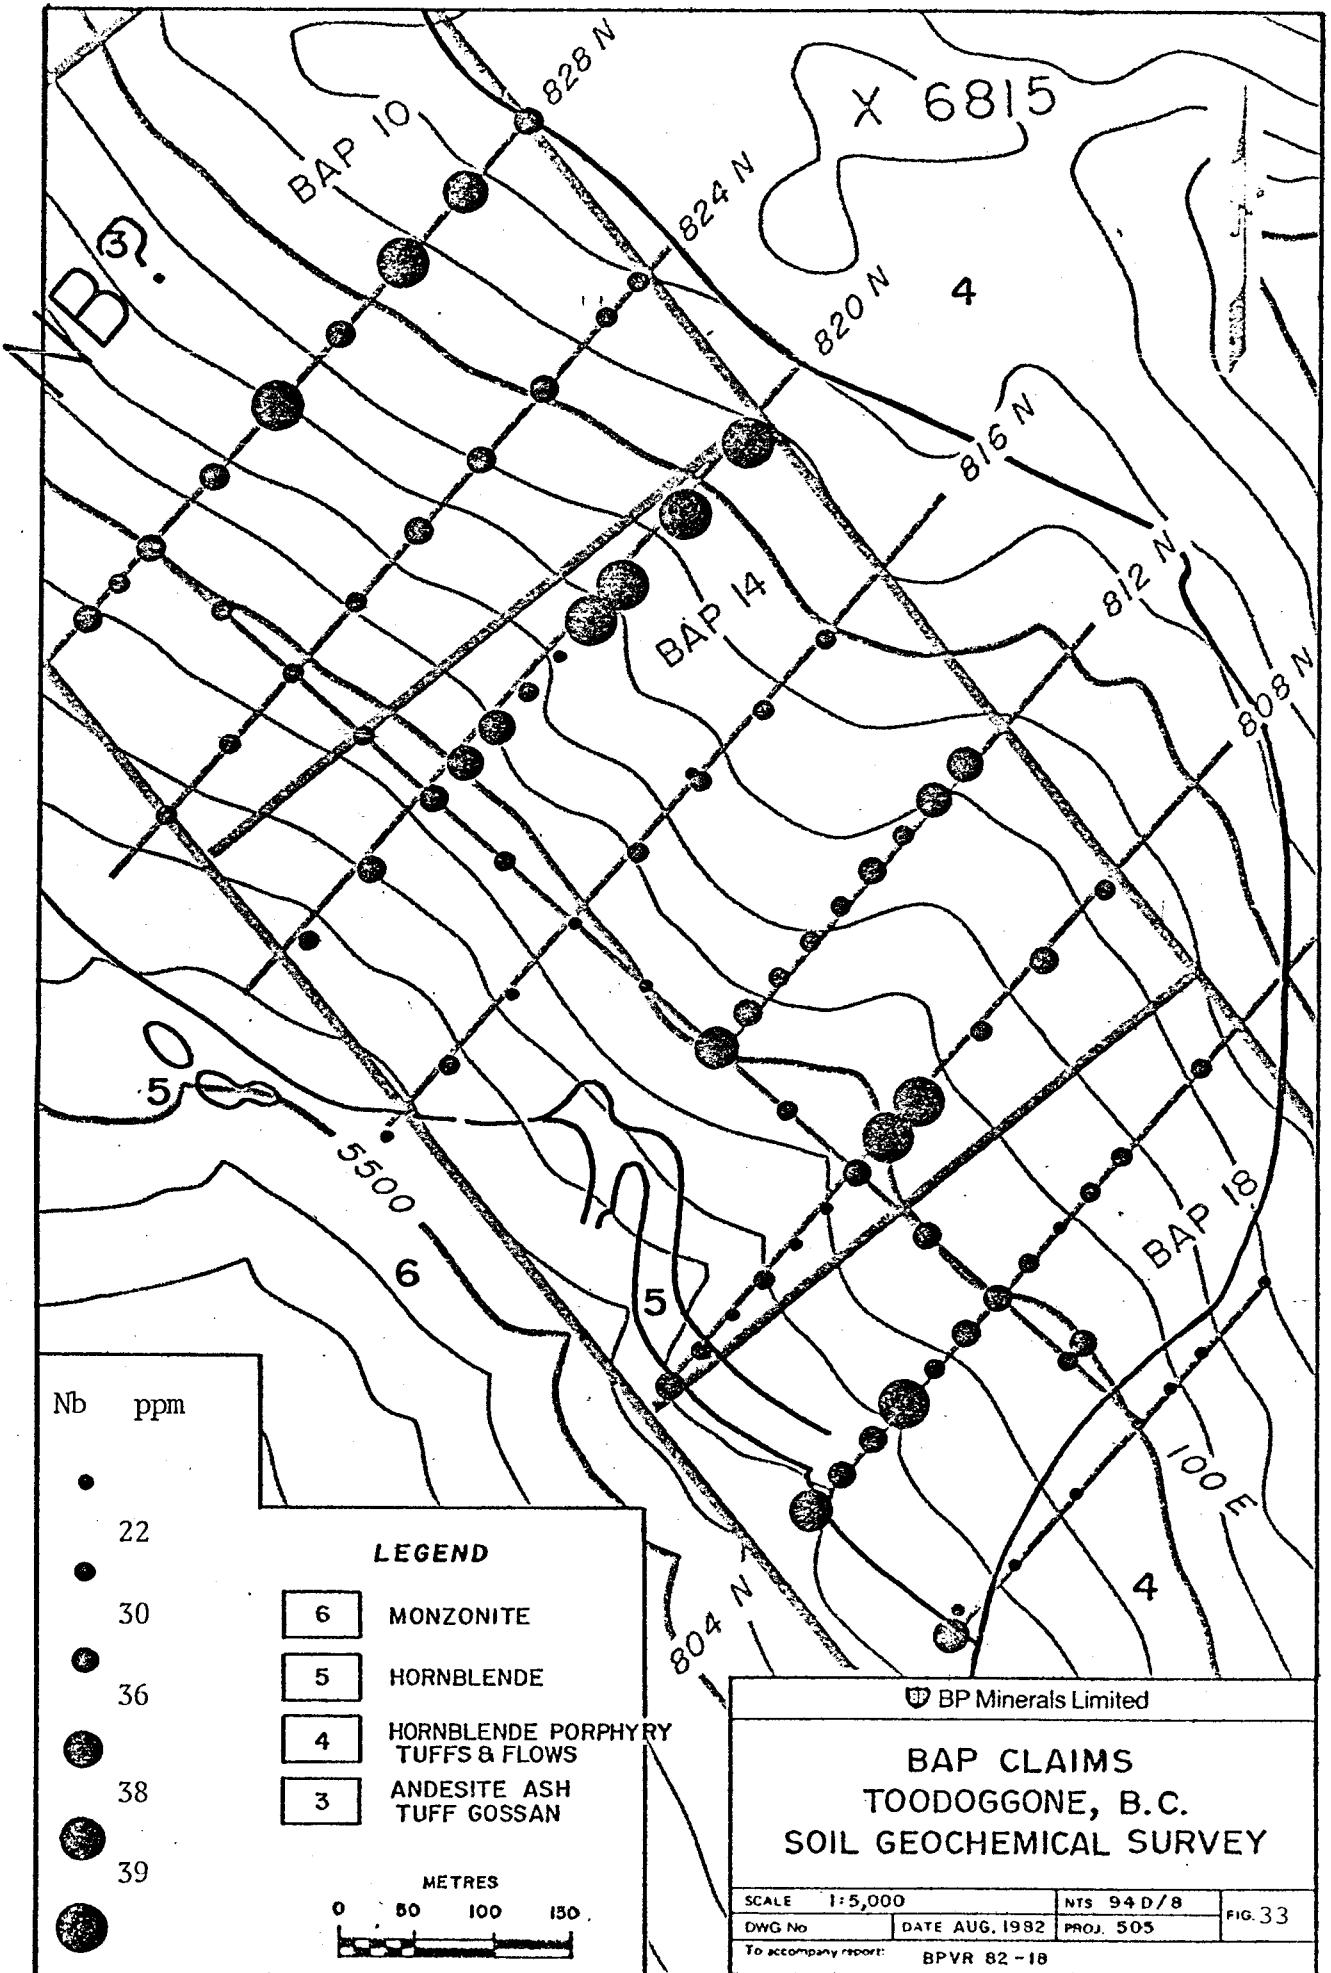 828 N
BAP 10
X 6815
824 N
3?
B
820 N
4
816 N
BAP 14
812 N
808 N
5
5500
6
5
BAP 18
100 E
4
804 N
Nb ppm
22
30
36
38
39
LEGEND
6 MONZONITE
5 HORNBLENDE
4 HORNBLENDE PORPHYRY
TUFFS & FLOWS
3 ANDESITE ASH
TUFF GOSSAN
METRES
0 50 100 150
BP BP Minerals Limited
BAP CLAIMS
TOODOGGONE, B.C.
SOIL GEOCHEMICAL SURVEY
SCALE 1:5,000 NTS 94 D/8 FIG. 33
DWG No DATE AUG. 1982 PROJ. 505
To accompany report: BPVR 82-18